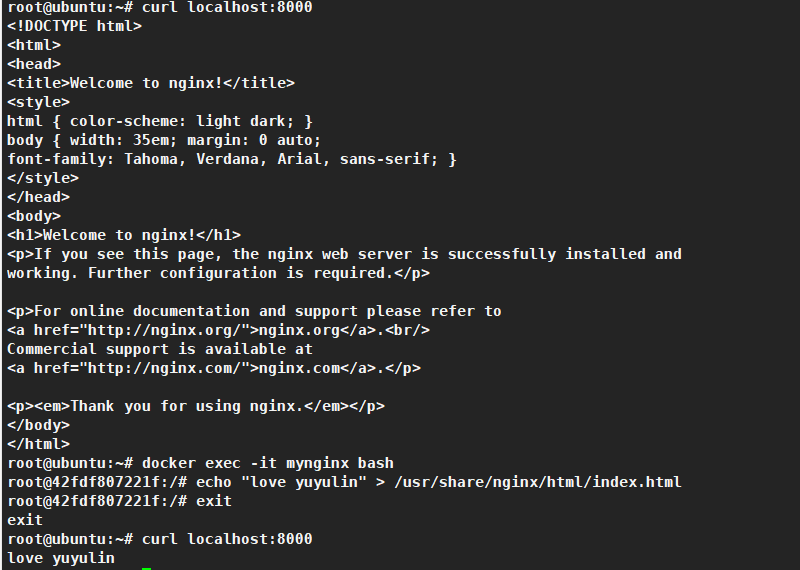 root@ubuntu:~# curl localhost:8000
<!DOCTYPE html>
<html>
<head>
<title>Welcome to nginx!</title>
<style>
html { color-scheme: light dark; }
body { width: 35em; margin: 0 auto;
font-family: Tahoma, Verdana, Arial, sans-serif; }
</style>
</head>
<body>
<h1>Welcome to nginx!</h1>
<p>If you see this page, the nginx web server is successfully installed and
working. Further configuration is required.</p>

<p>For online documentation and support please refer to
<a href="http://nginx.org/">nginx.org</a>.<br/>
Commercial support is available at
<a href="http://nginx.com/">nginx.com</a>.</p>

<p><em>Thank you for using nginx.</em></p>
</body>
</html>
root@ubuntu:~# docker exec -it mynginx bash
root@42fdf807221f:/# echo "love yuyulin" > /usr/share/nginx/html/index.html
root@42fdf807221f:/# exit
exit
root@ubuntu:~# curl localhost:8000
love yuyulin